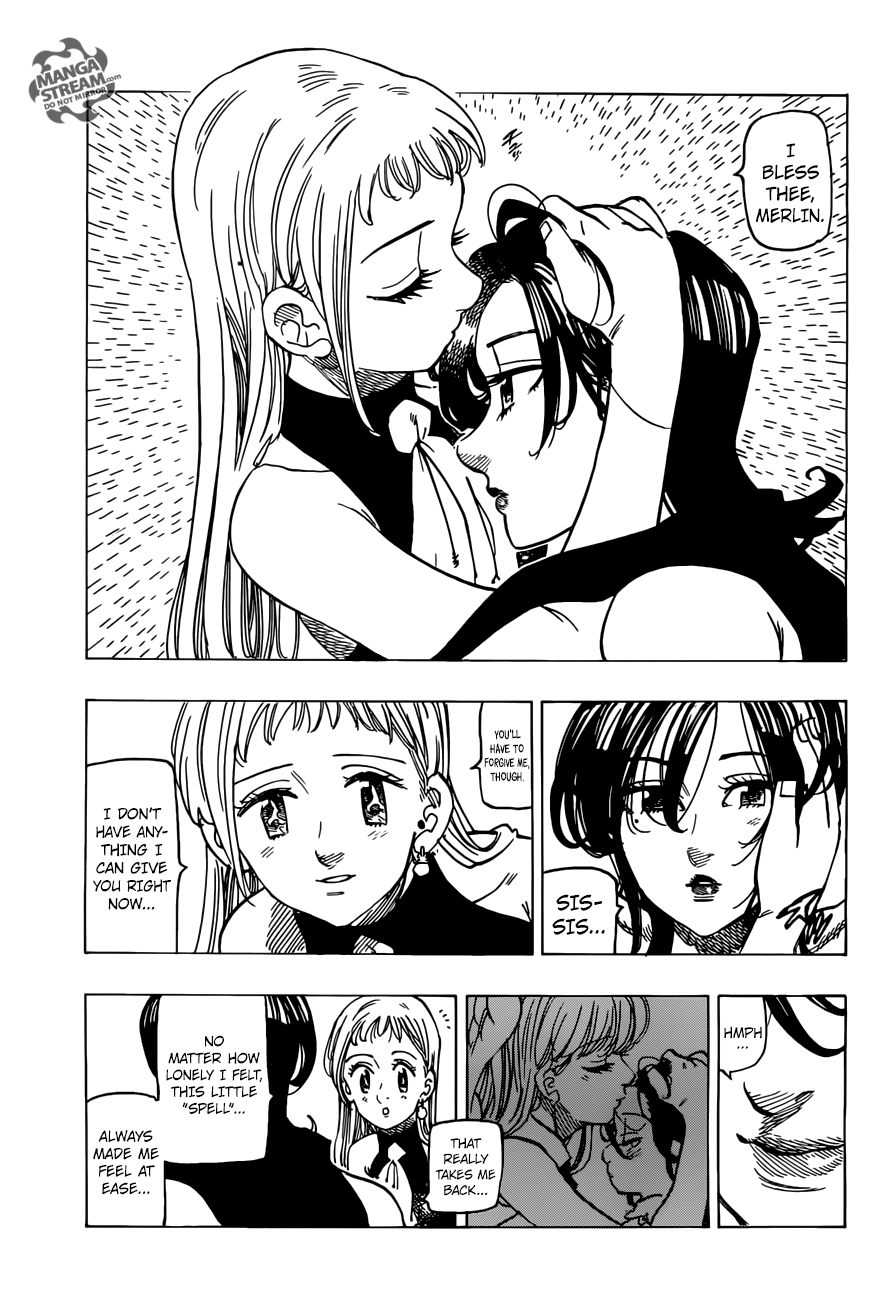 MANGA
STREAM.com
DO NOT MIRROR
I
BLESS
THEE,
MERLIN.
SIS-
SIS...
YOU'LL
HAVE TO
FORGIVE ME,
THOUGH.
I DON'T
HAVE ANY-
THING I
CAN GIVE
YOU RIGHT
NOW...
HMPH
...
THAT
REALLY
TAKES ME
BACK...
NO
MATTER HOW
LONELY I FELT,
THIS LITTLE
"SPELL"...
ALWAYS
MADE ME
FEEL AT
EASE...